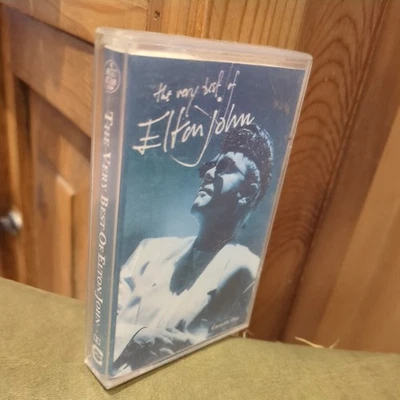 the very best of
Elton John
THE VERY BEST OF ELTON JOHN